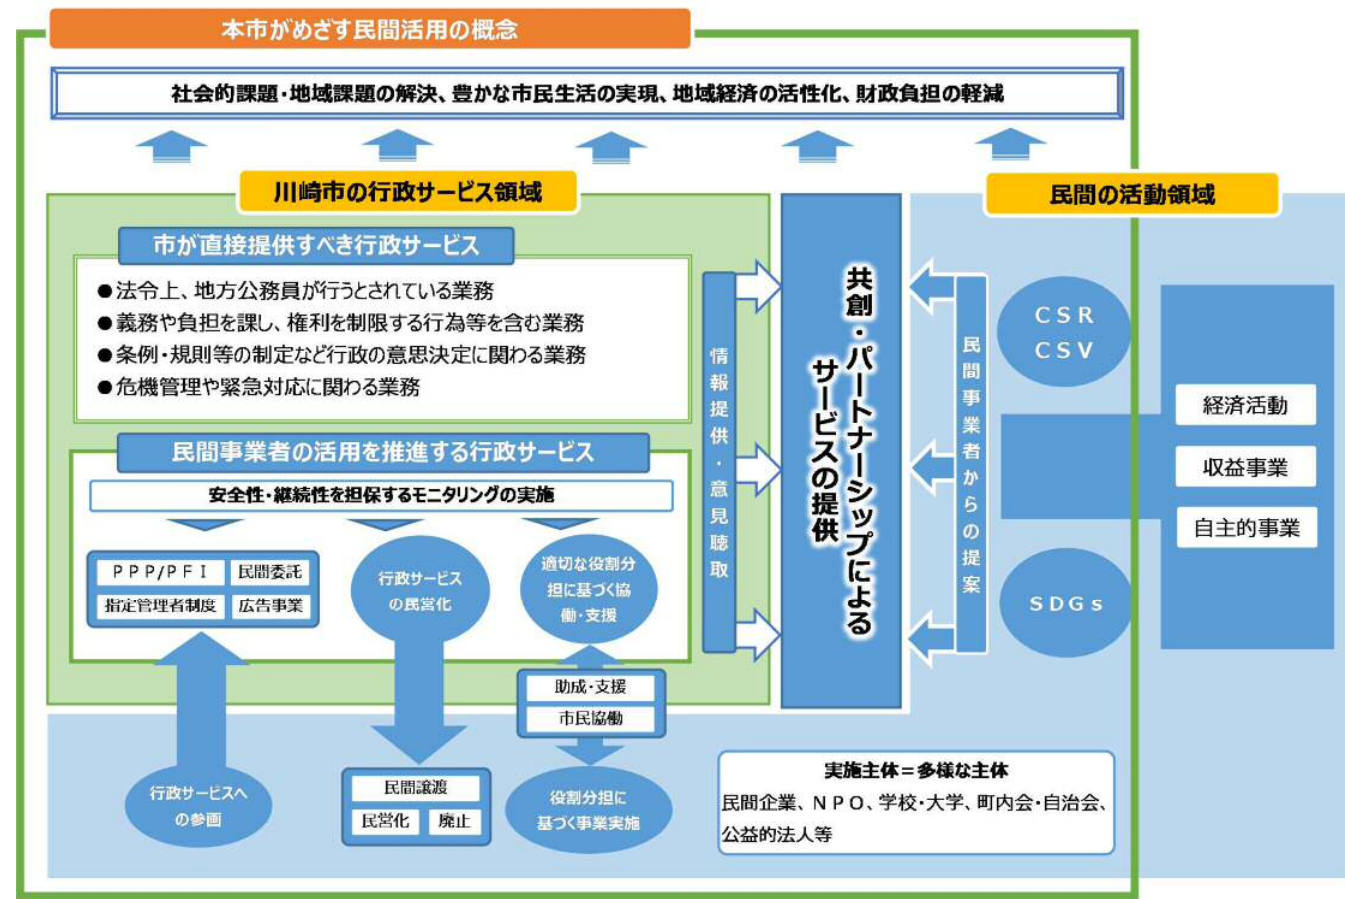 本市がめざす民間活用の概念
社会的課題・地域課題の解決、豊かな市民生活の実現、地域経済の活性化、財政負担の軽減
川崎市の行政サービス領域
市が直接提供すべき行政サービス
●法令上、地方公務員が行うとされている業務
●義務や負担を課し、権利を制限する行為等を含む業務
●条例・規則等の制定など行政の意思決定に関わる業務
●危機管理や緊急対応に関わる業務
民間事業者の活用を推進する行政サービス
安全性・継続性を担保するモニタリングの実施
ＰＰＰ/ＰＦＩ
民間委託
指定管理者制度
広告事業
行政サービス
の民営化
適切な役割分
担に基づく協
働・支援
助成・支援
市民協働
行政サービスへ
の参画
民間譲渡
民営化
廃止
役割分担に
基づく事業実施
情報提供・意見聴取
共創・パートナーシップによる
サービスの提供
民間事業者からの提案
民間の活動領域
ＣＳＲ
ＣＳＶ
ＳＤＧｓ
経済活動
収益事業
自主的事業
実施主体＝多様な主体
民間企業、ＮＰＯ、学校・大学、町内会・自治会、
公益的法人等